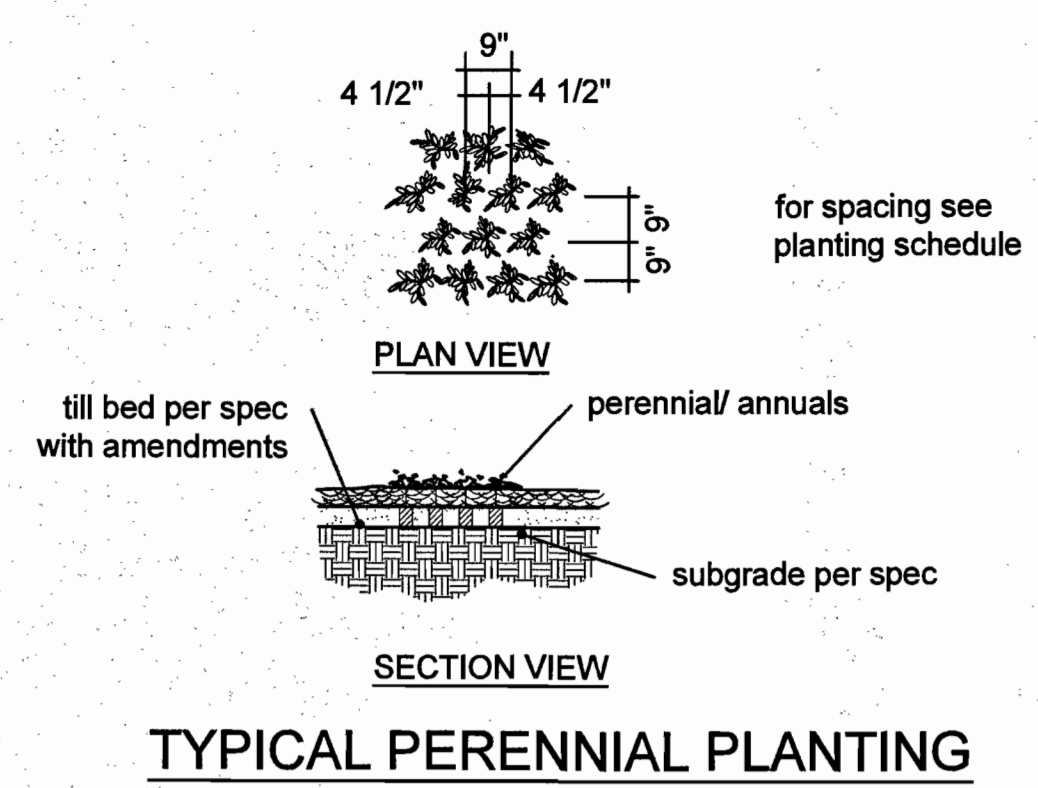 9"
4 1/2" 4 1/2"
9"
9"
for spacing see
planting schedule
PLAN VIEW
till bed per spec
with amendments
perennial/ annuals
subgrade per spec
SECTION VIEW
TYPICAL PERENNIAL PLANTING